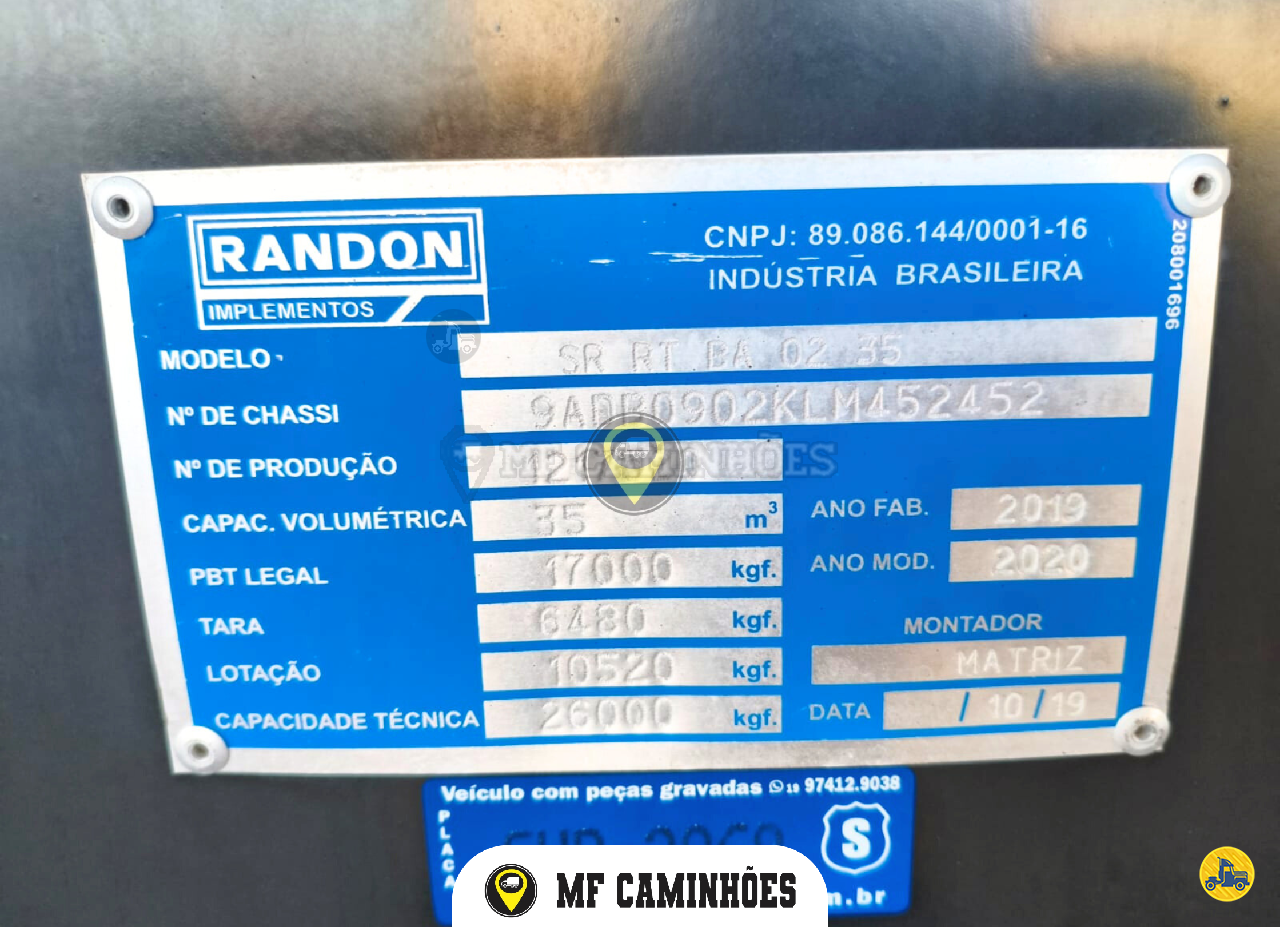 RANDON
IMPLEMENTOS
CNPJ: 89.086.144/0001-16
INDÚSTRIA BRASILEIRA
208001696
MODELO SR RT BA 02 35
Nº DE CHASSI 9ADB0902KLM452452
Nº DE PRODUÇÃO
MF CAMINHÕES
CAPAC. VOLUMÉTRICA 35 m³
ANO FAB. 2019
PBT LEGAL 17000 kgf.
ANO MOD. 2020
TARA 6480 kgf.
MONTADOR
LOTAÇÃO 10520 kgf.
MATRIZ
CAPACIDADE TÉCNICA 26000 kgf.
DATA / 10 / 19
Veículo com peças gravadas 19 97412.9038
PLACA
S
MF CAMINHÕES